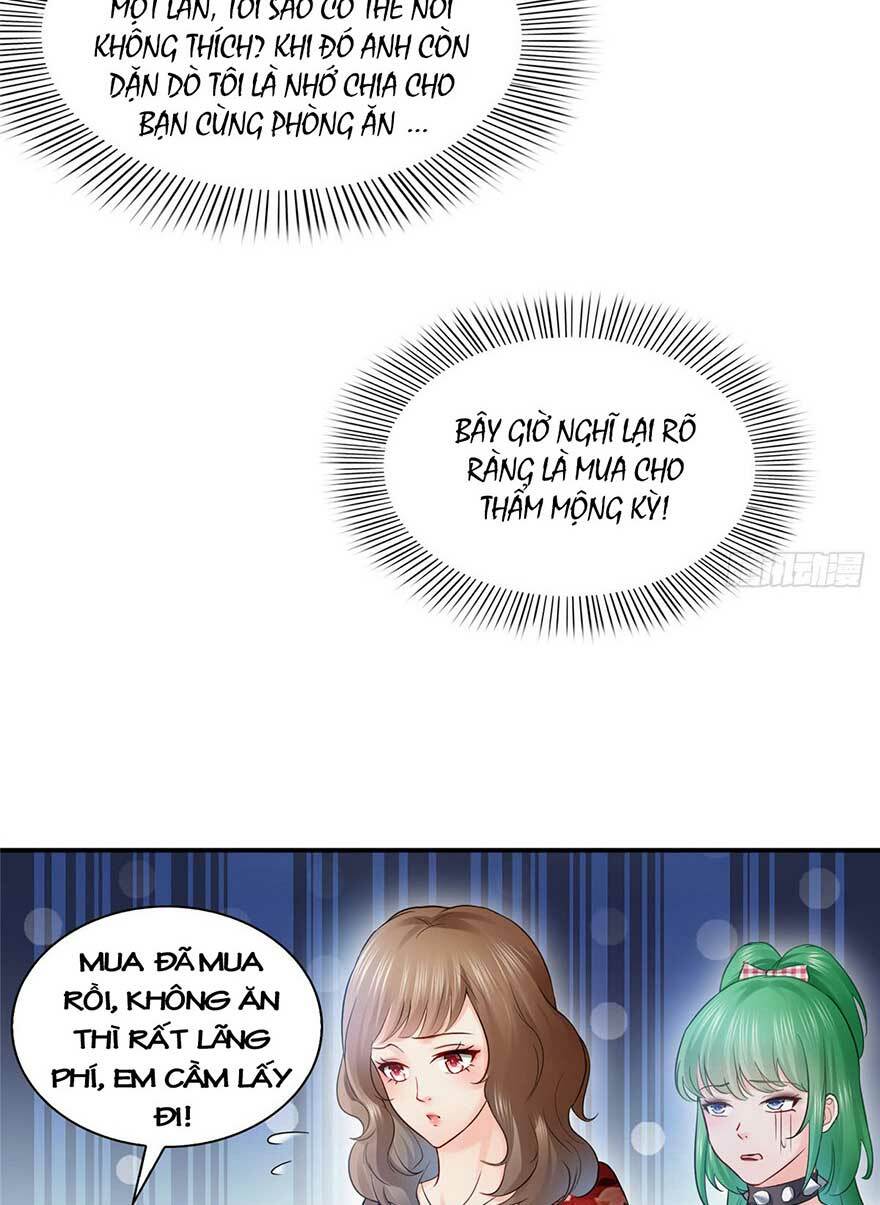 MỘT LẦN, TÔI SAO CÓ THỂ NÓI
KHÔNG THÍCH? KHI ĐÓ ANH CÒN
DẶN DÒ TÔI LÀ NHỚ CHIA CHO
BẠN CÙNG PHÒNG ĂN ...
BÂY GIỜ NGHĨ LẠI RÕ
RÀNG LÀ MUA CHO
THẨM MỘNG KỲ!
动漫
MUA ĐÃ MUA
RỒI, KHÔNG ĂN
THÌ RẤT LÃNG
PHÍ, EM CẦM LẤY
ĐI!